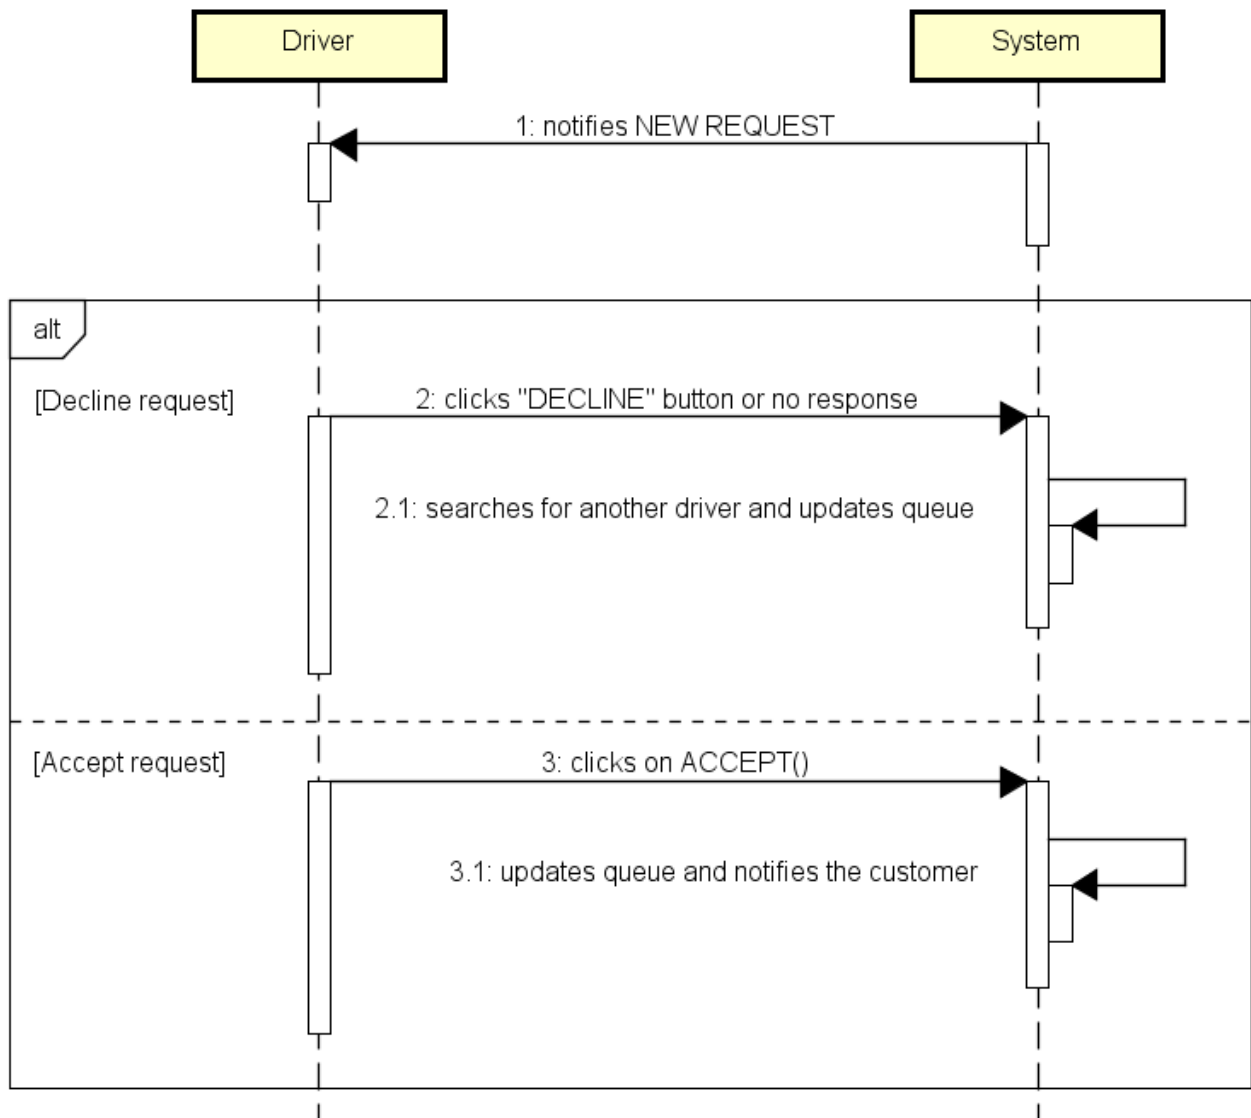 Driver
System
1: notifies NEW REQUEST
alt
[Decline request]
2: clicks "DECLINE" button or no response
2.1: searches for another driver and updates queue
[Accept request]
3: clicks on ACCEPT()
3.1: updates queue and notifies the customer